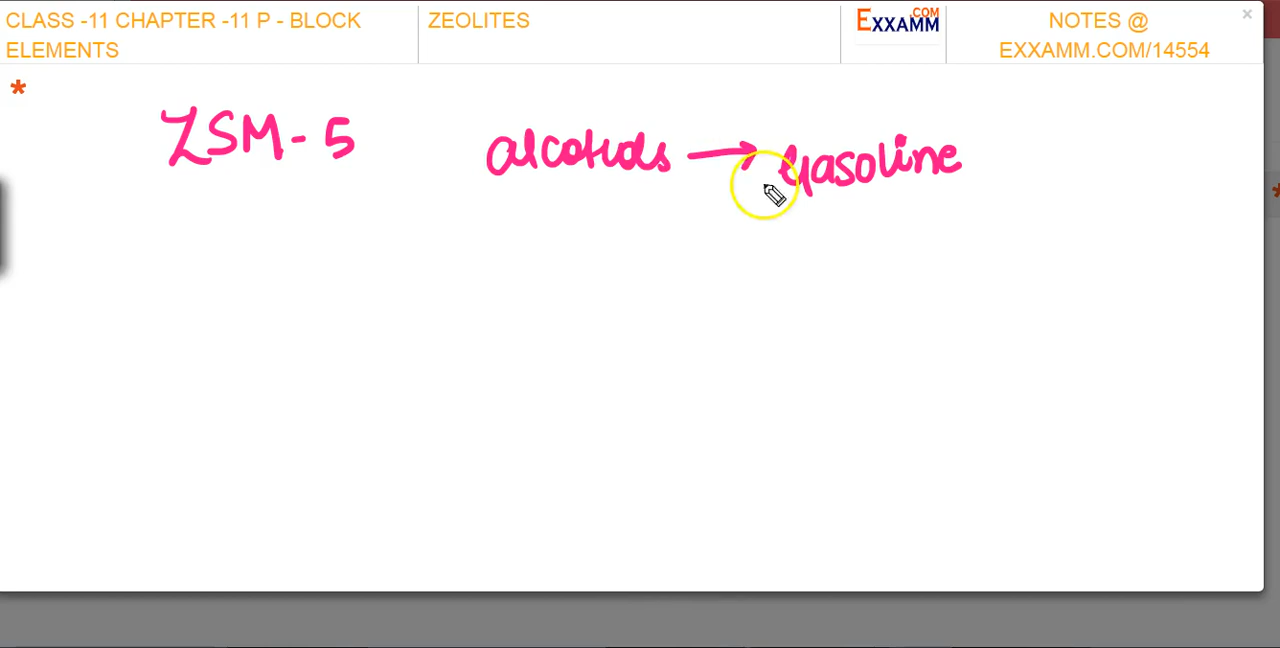 CLASS -11 CHAPTER -11 P - BLOCK
ELEMENTS
ZEOLITES
EXXAMM.COM
NOTES @
EXXAMM.COM/14554
*
ZSM-5 alcohols → Gasoline